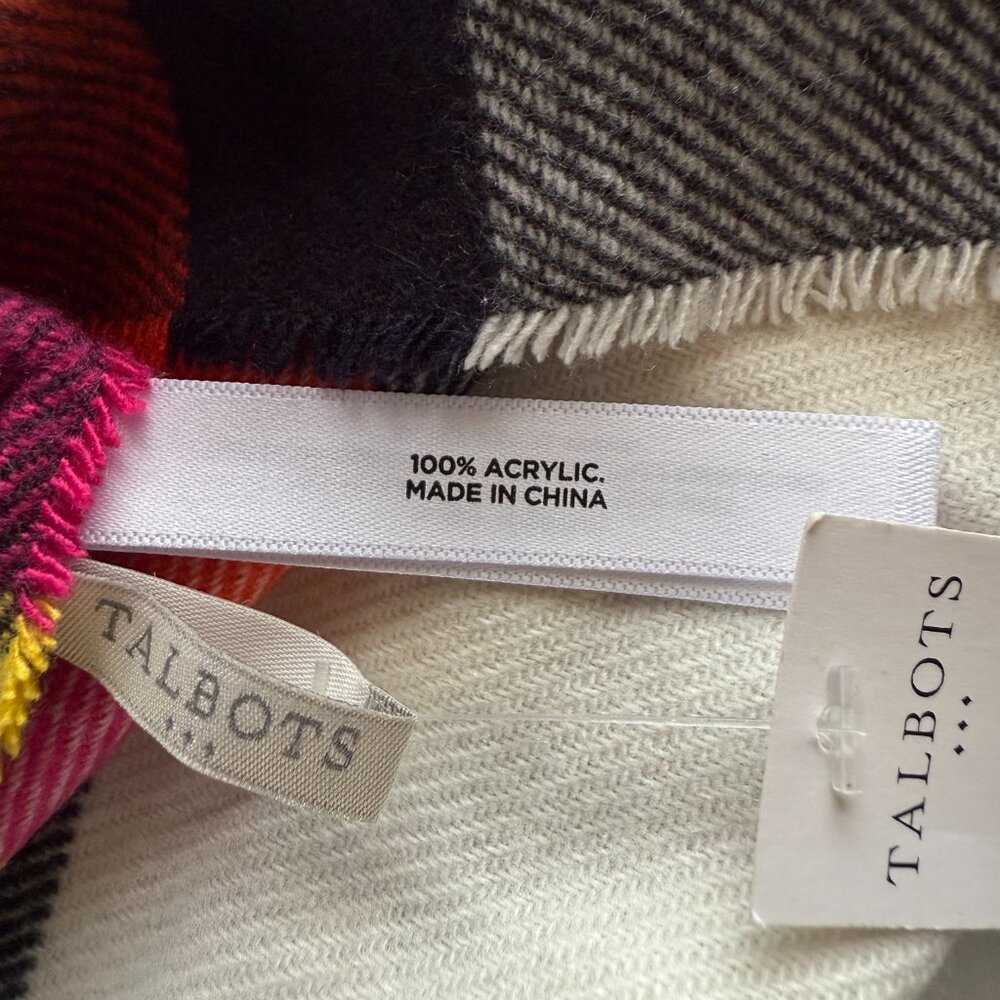 100% ACRYLIC.
MADE IN CHINA
TALBOTS
TALBOTS